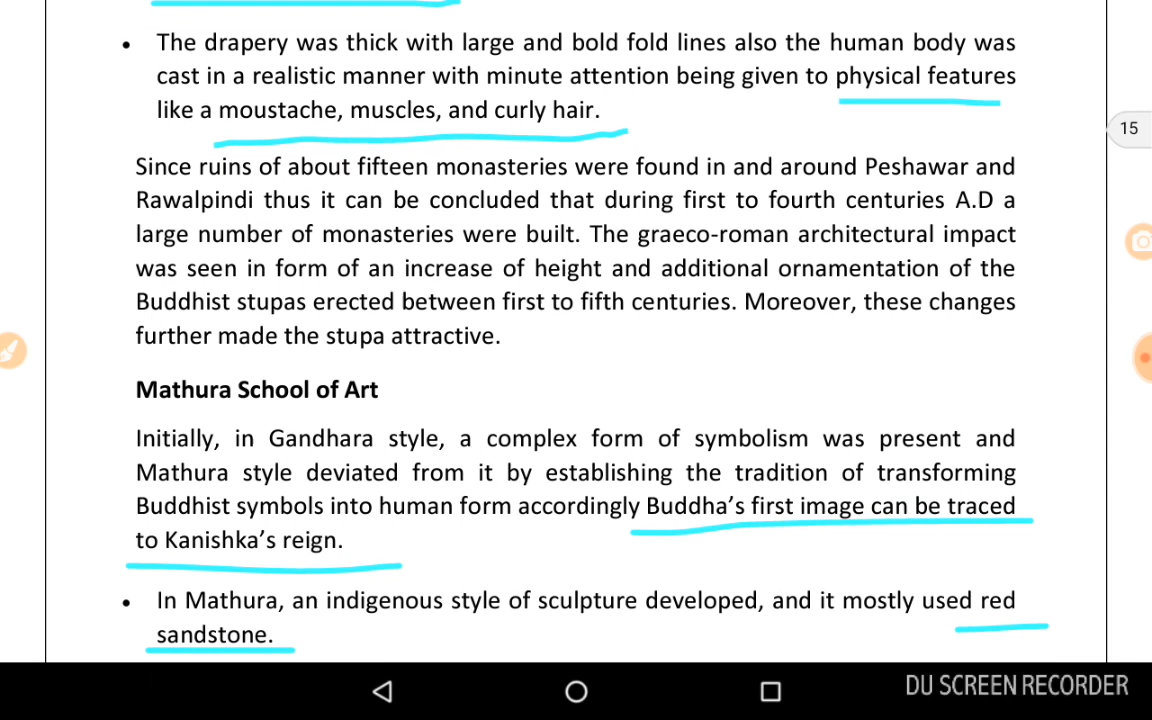 • The drapery was thick with large and bold fold lines also the human body was
cast in a realistic manner with minute attention being given to physical features
like a moustache, muscles, and curly hair.
Since ruins of about fifteen monasteries were found in and around Peshawar and
Rawalpindi thus it can be concluded that during first to fourth centuries A.D a
large number of monasteries were built. The graeco-roman architectural impact
was seen in form of an increase of height and additional ornamentation of the
Buddhist stupas erected between first to fifth centuries. Moreover, these changes
further made the stupa attractive.
Mathura School of Art
Initially, in Gandhara style, a complex form of symbolism was present and
Mathura style deviated from it by establishing the tradition of transforming
Buddhist symbols into human form accordingly Buddha’s first image can be traced
to Kanishka’s reign.
• In Mathura, an indigenous style of sculpture developed, and it mostly used red
sandstone.
15
DU SCREEN RECORDER